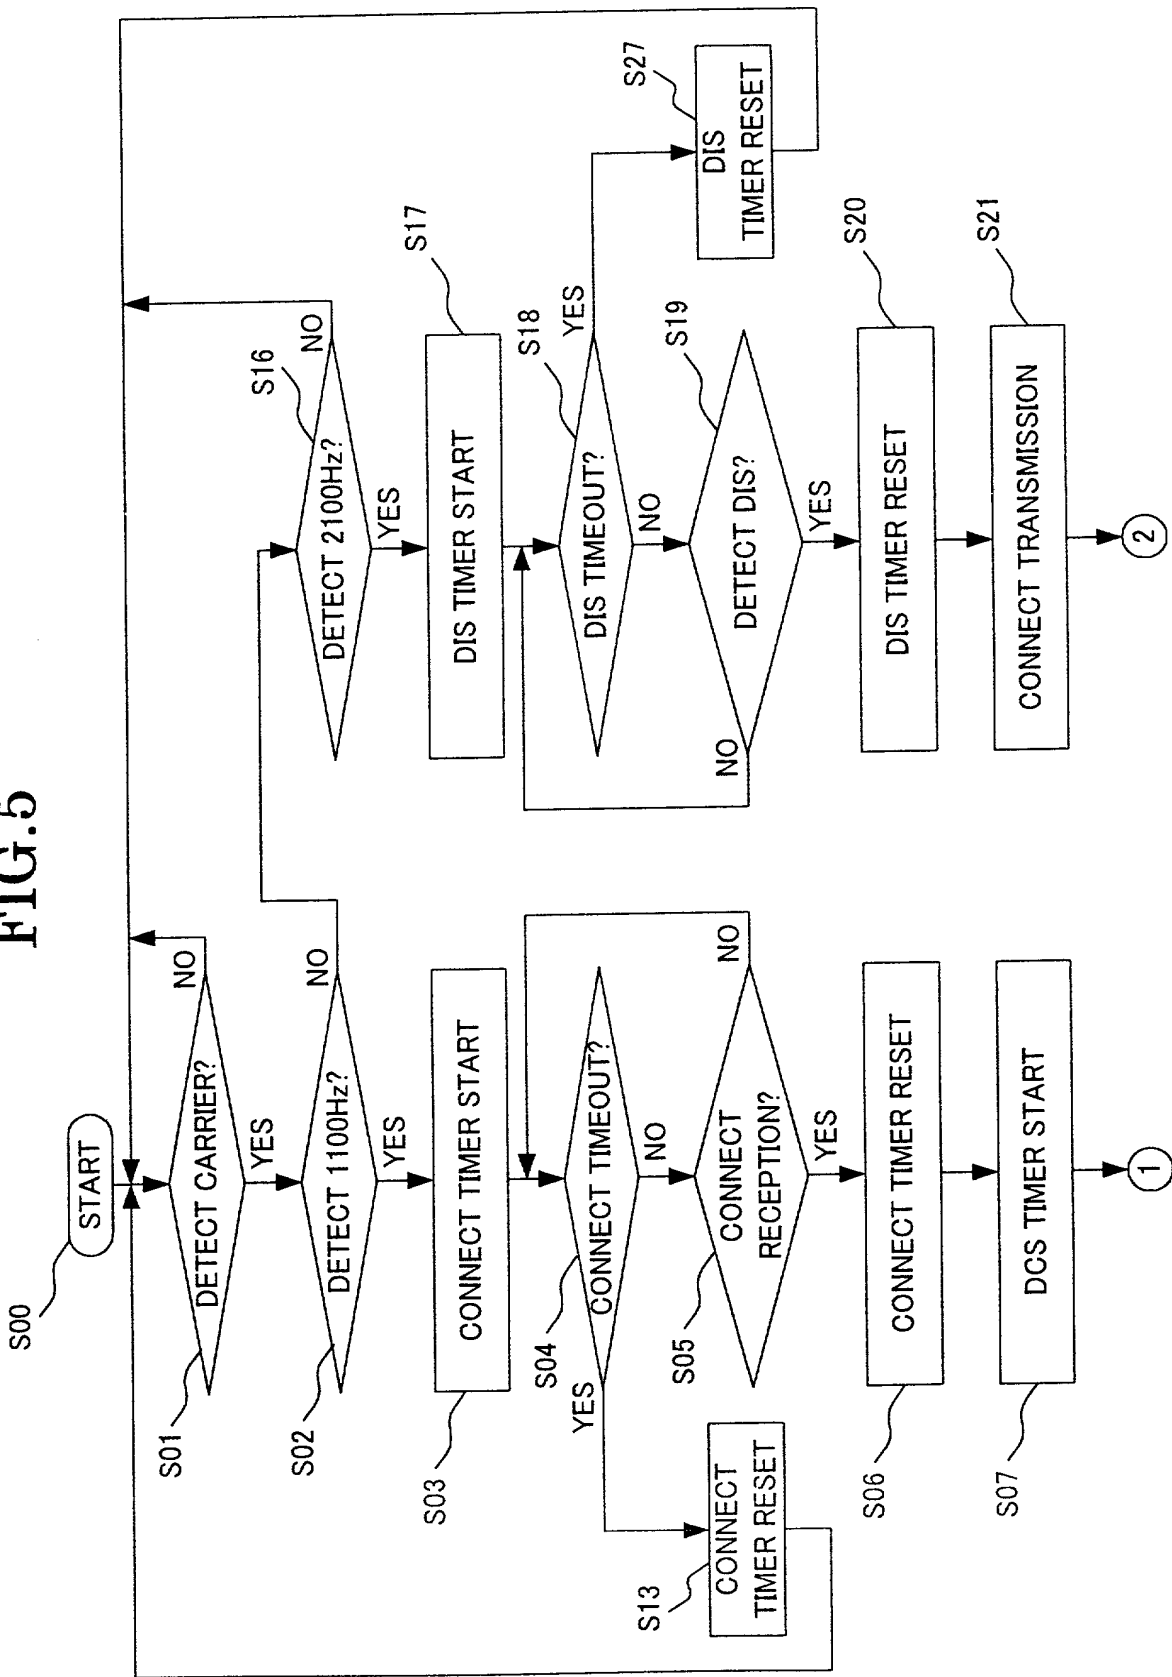 FIG.5
S00
START
S01
DETECT CARRIER?
NO
YES
S02
DETECT 1100Hz?
NO
YES
S03
CONNECT TIMER START
S04
CONNECT TIMEOUT?
YES
NO
S13
CONNECT
TIMER RESET
S05
CONNECT
RECEPTION?
NO
YES
S06
CONNECT TIMER RESET
S07
DCS TIMER START
1
S16
DETECT 2100Hz?
NO
YES
S17
DIS TIMER START
S18
DIS TIMEOUT?
YES
NO
S27
DIS
TIMER RESET
S19
DETECT DIS?
NO
YES
S20
DIS TIMER RESET
S21
CONNECT TRANSMISSION
2